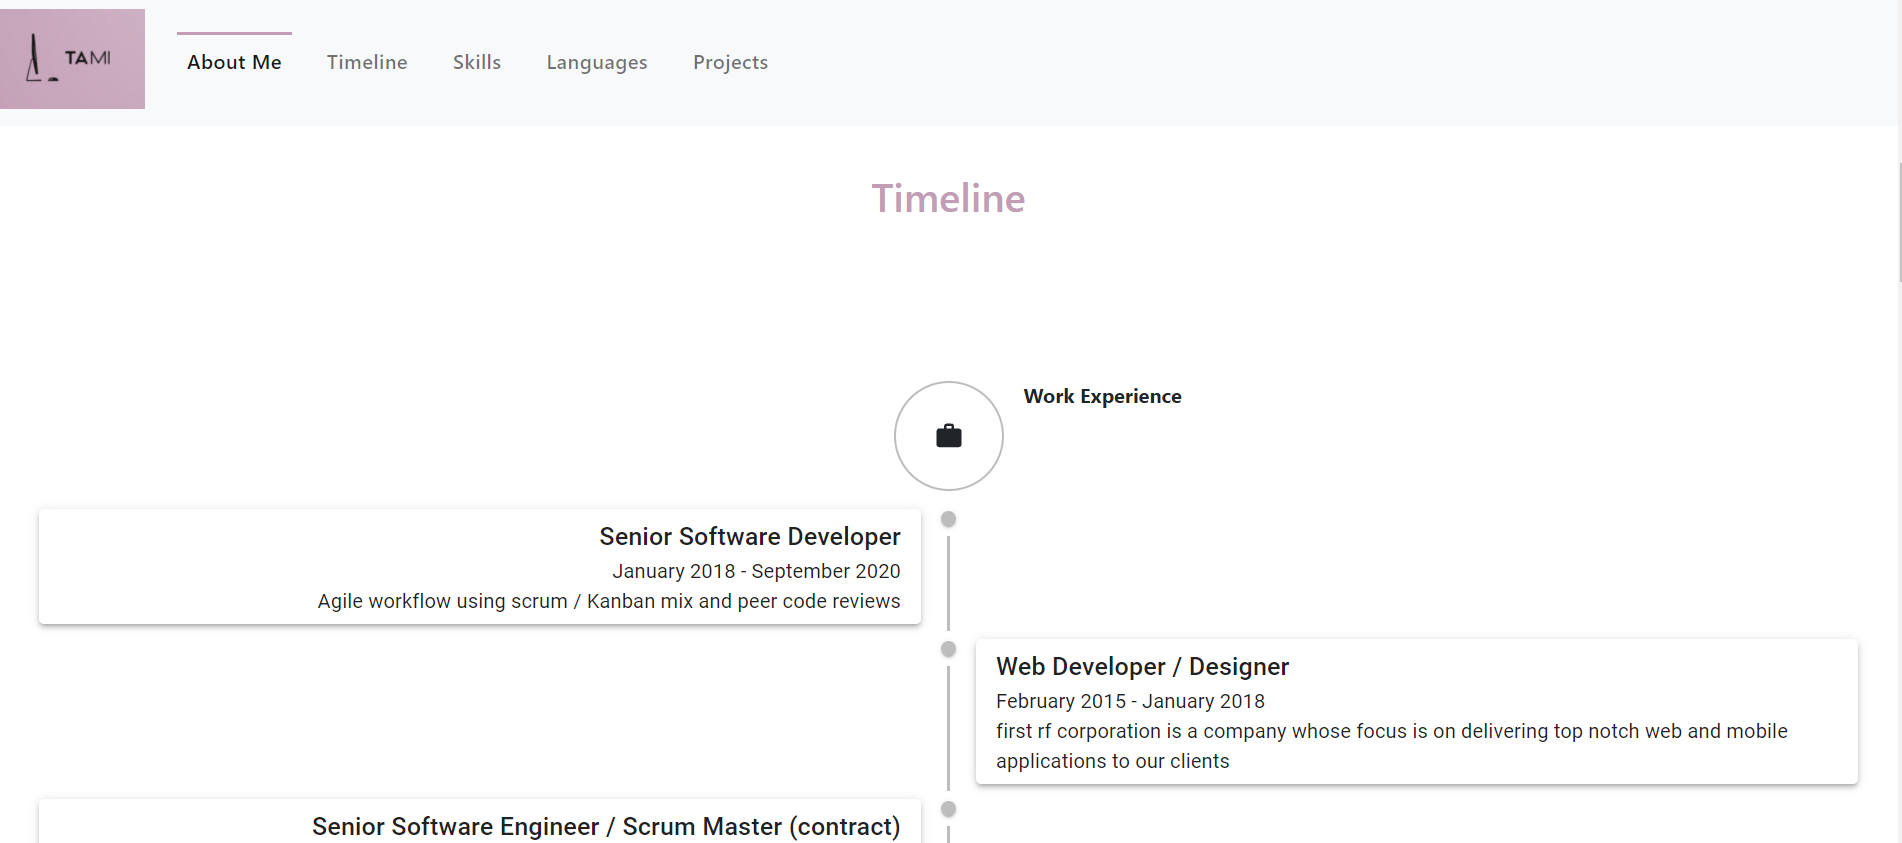 TAMI
About Me
Timeline
Skills
Languages
Projects
Timeline
Work Experience
Senior Software Developer
January 2018 - September 2020
Agile workflow using scrum / Kanban mix and peer code reviews
Web Developer / Designer
February 2015 - January 2018
first rf corporation is a company whose focus is on delivering top notch web and mobile
applications to our clients
Senior Software Engineer / Scrum Master (contract)